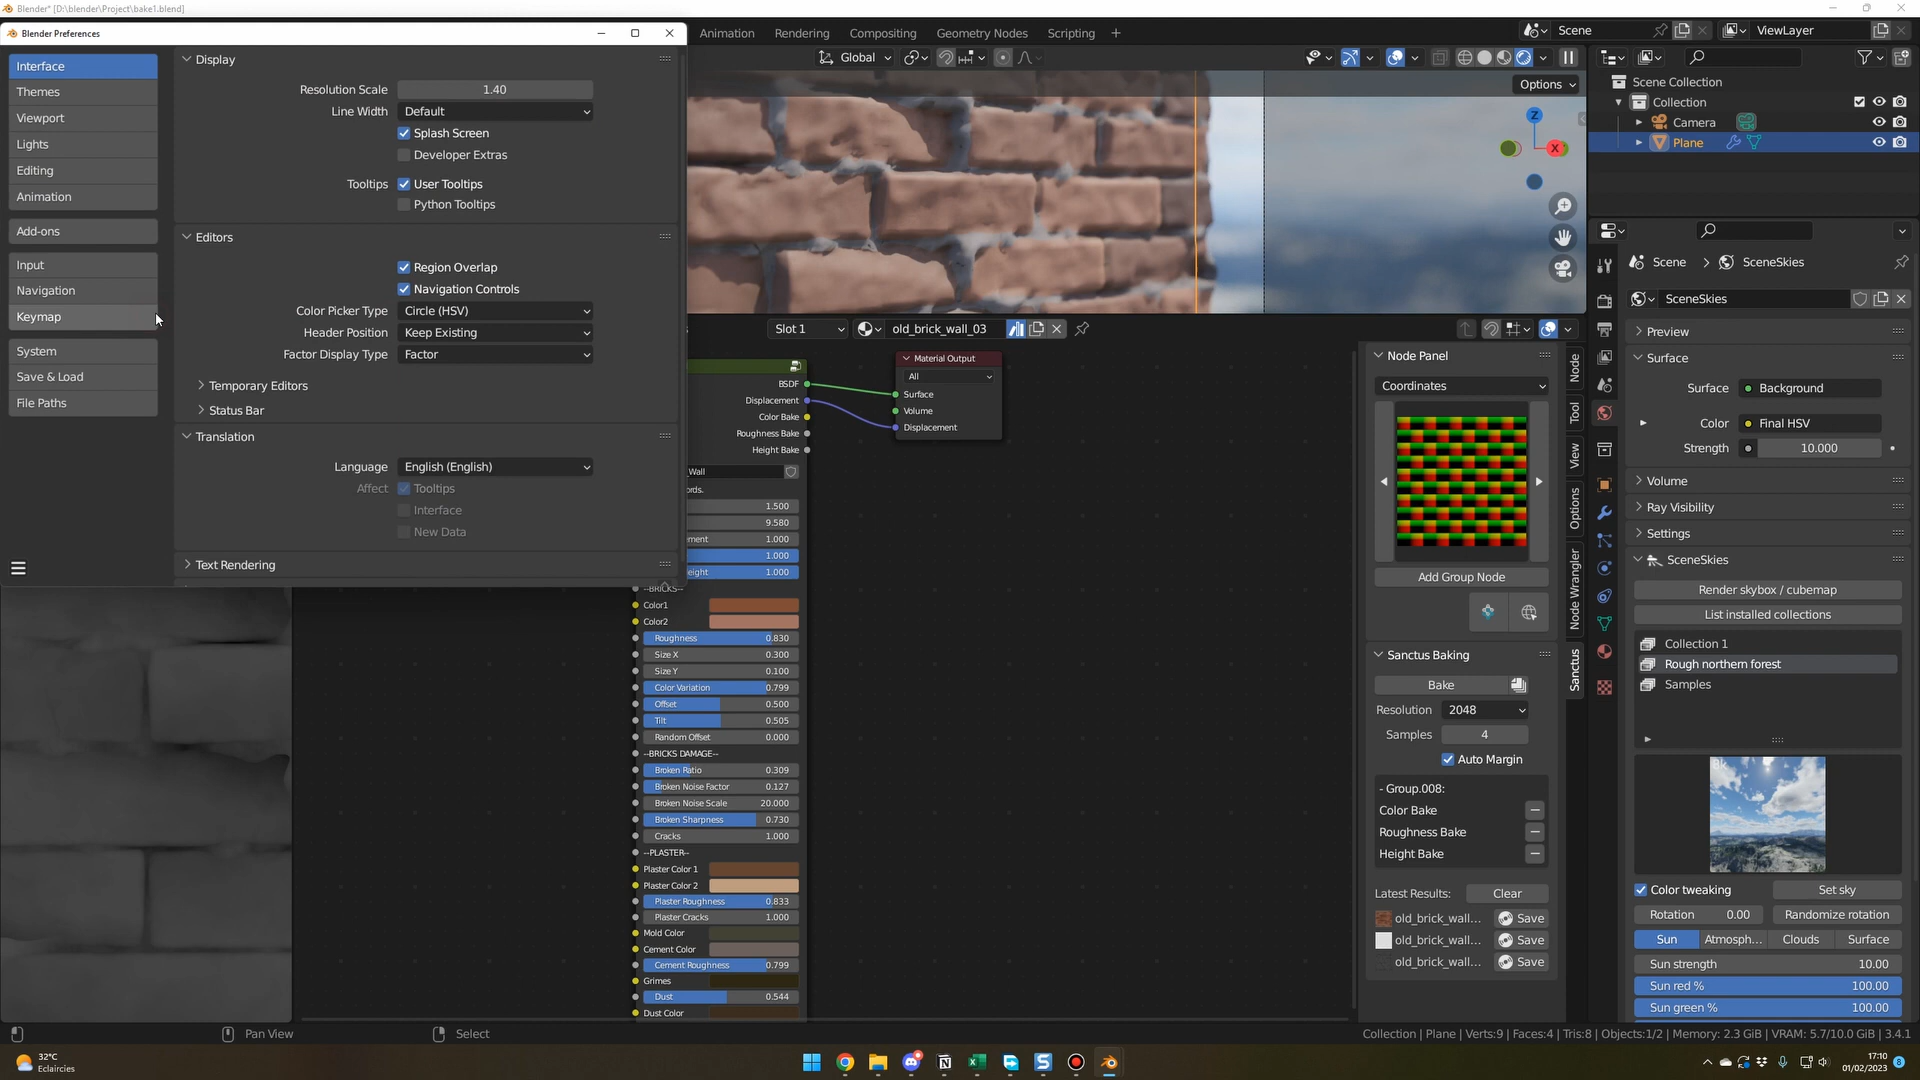 Blender* [D:\blender\Project\bake1.blend]
Blender Preferences
Animation
Rendering
Compositing
Geometry Nodes
Scripting
+
Scene
ViewLayer
Interface
Themes
Viewport
Lights
Editing
Animation
Add-ons
Input
Navigation
Keymap
System
Save & Load
File Paths
Display
Resolution Scale 1.40
Line Width Default
Splash Screen
Developer Extras
Tooltips User Tooltips
Python Tooltips
Editors
Region Overlap
Navigation Controls
Color Picker Type Circle (HSV)
Header Position Keep Existing
Factor Display Type Factor
Temporary Editors
Status Bar
Translation
Language English (English)
Affect Tooltips
Interface
New Data
Text Rendering
Global
Options
Z
X
Slot 1
old_brick_wall_03
BSDF
Displacement
Color Bake
Roughness Bake
Height Bake
Wall
ords.
1.500
9.580
ment 1.000
1.000
eight 1.000
--BRICKS--
Color1
Color2
Roughness 0.830
Size X 0.300
Size Y 0.100
Color Variation 0.799
Offset 0.500
Tilt 0.505
Random Offset 0.000
--BRICKS DAMAGE--
Broken Ratio 0.309
Broken Noise Factor 0.127
Broken Noise Scale 20.000
Broken Sharpness 0.730
Cracks 1.000
--PLASTER--
Plaster Color 1
Plaster Color 2
Plaster Roughness 0.833
Plaster Cracks 1.000
Mold Color
Cement Color
Cement Roughness 0.799
Grimes
Dust 0.544
Dust Color
Material Output
All
Surface
Volume
Displacement
Node Panel
Coordinates
Add Group Node
Sanctus Baking
Bake
Resolution 2048
Samples 4
Auto Margin
- Group.008:
Color Bake
Roughness Bake
Height Bake
Latest Results: Clear
old_brick_wall... Save
old_brick_wall... Save
old_brick_wall... Save
Node
Tool
View
Options
Node Wrangler
Sanctus
Scene Collection
Collection
Camera
Plane
Scene > SceneSkies
SceneSkies
Preview
Surface
Surface Background
Color Final HSV
Strength 10.000
Volume
Ray Visibility
Settings
SceneSkies
Render skybox / cubemap
List installed collections
Collection 1
Rough northern forest
Samples
8k
Color tweaking Set sky
Rotation 0.00 Randomize rotation
Sun Atmosph... Clouds Surface
Sun strength 10.00
Sun red % 100.00
Sun green % 100.00
Pan View
Select
Collection | Plane | Verts:9 | Faces:4 | Tris:8 | Objects:1/2 | Memory: 2.3 GiB | VRAM: 5.7/10.0 GiB | 3.4.1
32°C
Eclaircies
17:10
01/02/2023
8